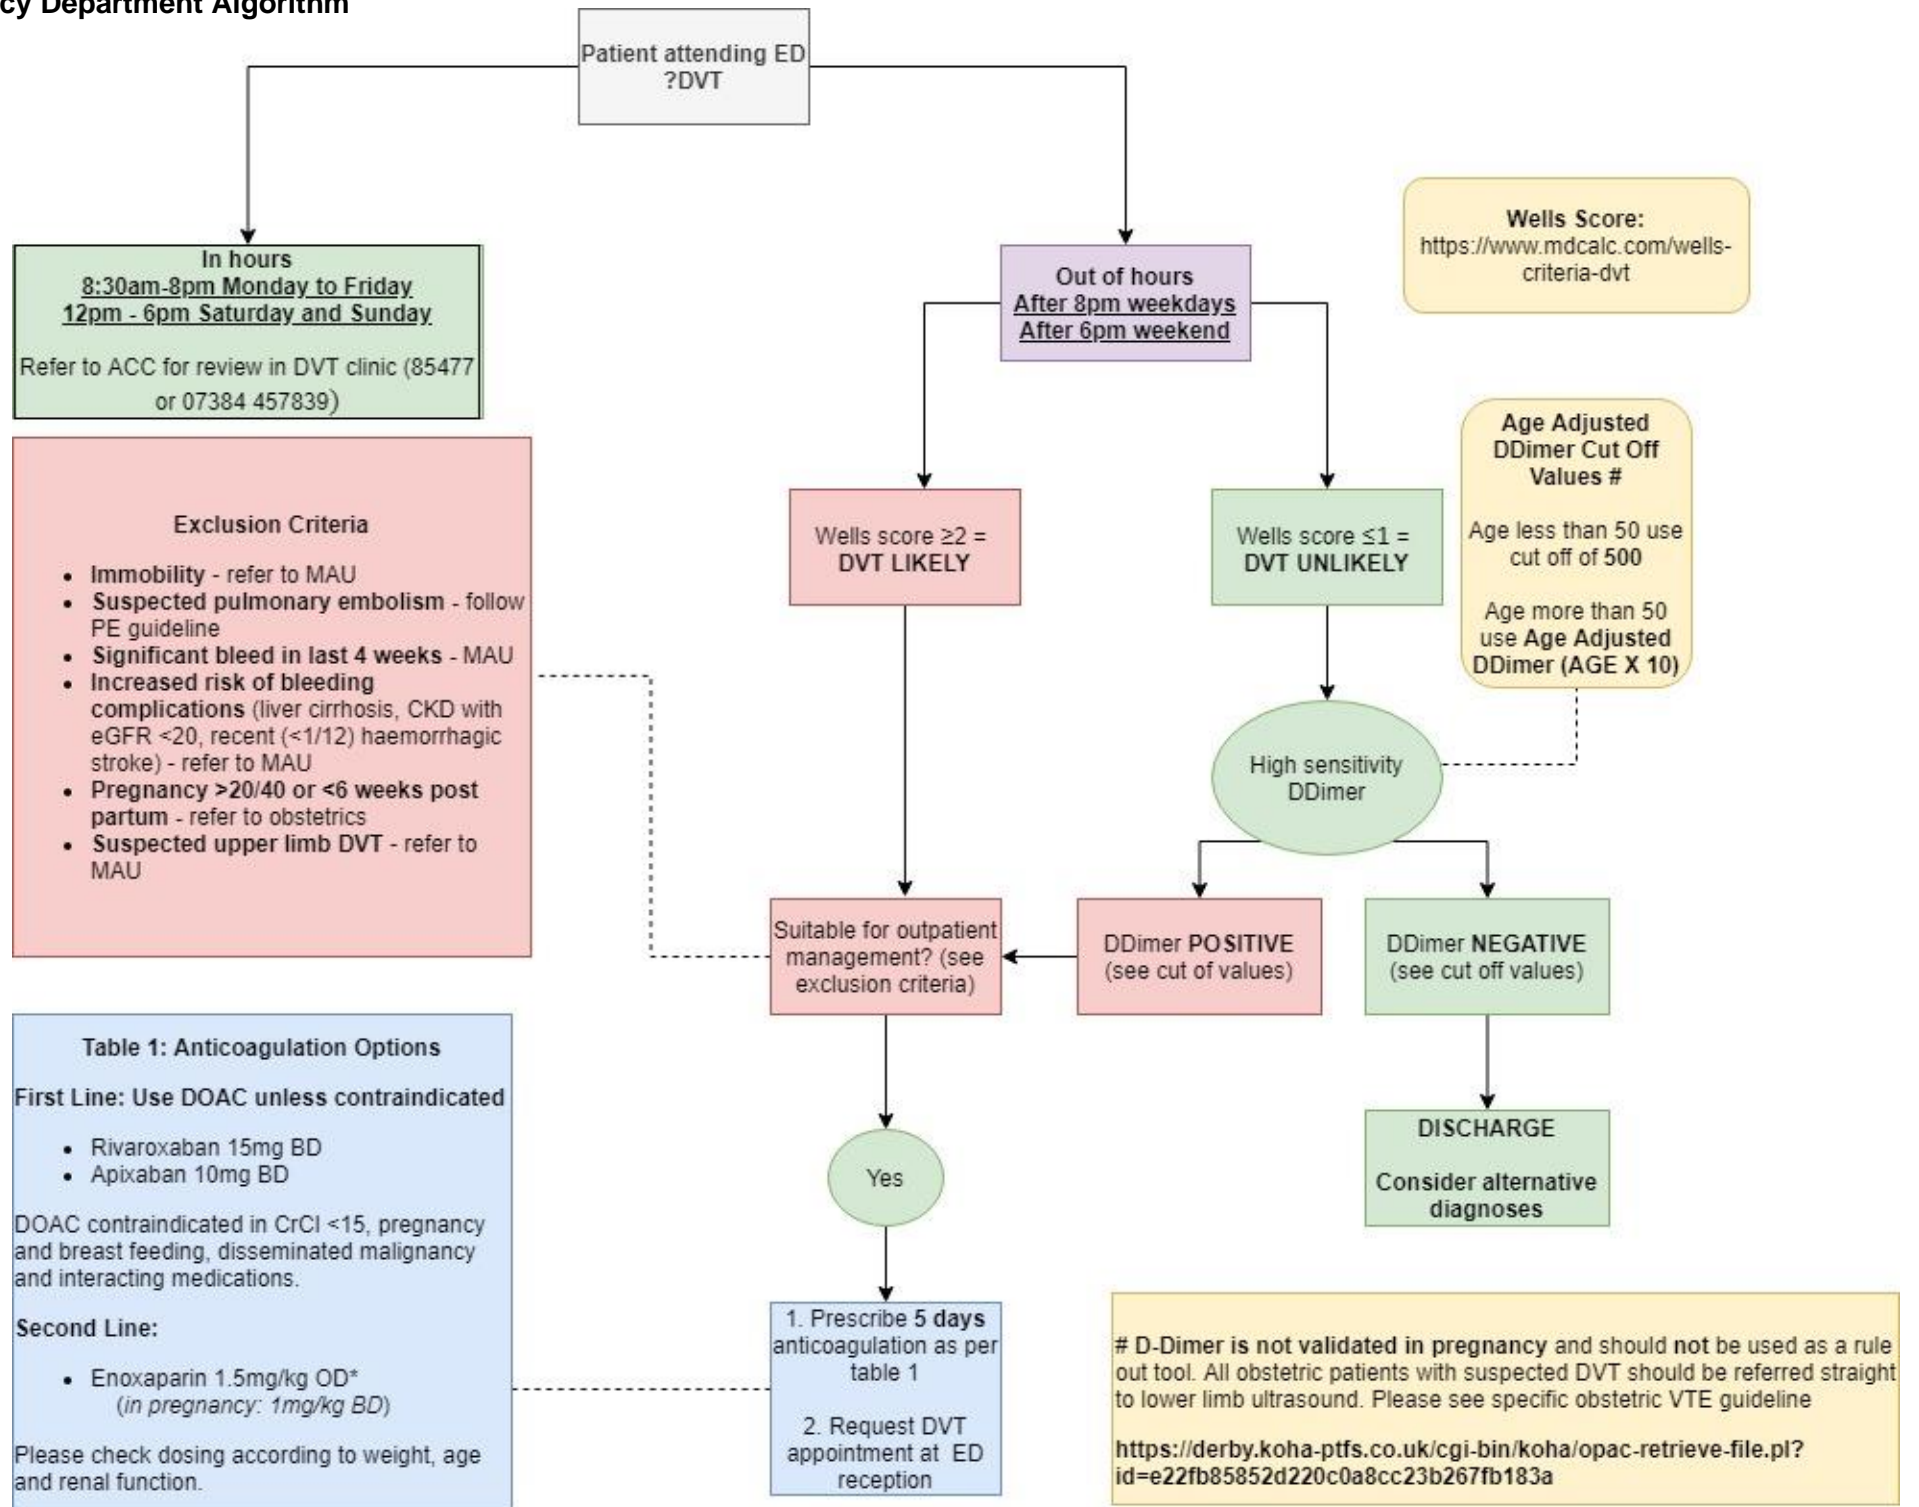 cy Department Algorithm
Patient attending ED
?DVT
In hours
8:30am-8pm Monday to Friday
12pm - 6pm Saturday and Sunday
Refer to ACC for review in DVT clinic (85477
or 07384 457839)
Out of hours
After 8pm weekdays
After 6pm weekend
Wells Score:
https://www.mdcalc.com/wells-
criteria-dvt
Age Adjusted
DDimer Cut Off
Values #
Age less than 50 use
cut off of 500
Age more than 50
use Age Adjusted
DDimer (AGE X 10)
Exclusion Criteria
• Immobility - refer to MAU
• Suspected pulmonary embolism - follow
PE guideline
• Significant bleed in last 4 weeks - MAU
• Increased risk of bleeding
complications (liver cirrhosis, CKD with
eGFR <20, recent (<1/12) haemorrhagic
stroke) - refer to MAU
• Pregnancy >20/40 or <6 weeks post
partum - refer to obstetrics
• Suspected upper limb DVT - refer to
MAU
Wells score ≥2 =
DVT LIKELY
Wells score ≤1 =
DVT UNLIKELY
High sensitivity
DDimer
Suitable for outpatient
management? (see
exclusion criteria)
DDimer POSITIVE
(see cut of values)
DDimer NEGATIVE
(see cut off values)
Table 1: Anticoagulation Options
First Line: Use DOAC unless contraindicated
• Rivaroxaban 15mg BD
• Apixaban 10mg BD
DOAC contraindicated in CrCl <15, pregnancy
and breast feeding, disseminated malignancy
and interacting medications.
Second Line:
• Enoxaparin 1.5mg/kg OD*
(in pregnancy: 1mg/kg BD)
Please check dosing according to weight, age
and renal function.
Yes
DISCHARGE
Consider alternative
diagnoses
1. Prescribe 5 days
anticoagulation as per
table 1
2. Request DVT
appointment at ED
reception
# D-Dimer is not validated in pregnancy and should not be used as a rule
out tool. All obstetric patients with suspected DVT should be referred straight
to lower limb ultrasound. Please see specific obstetric VTE guideline
https://derby.koha-ptfs.co.uk/cgi-bin/koha/opac-retrieve-file.pl?
id=e22fb85852d220c0a8cc23b267fb183a